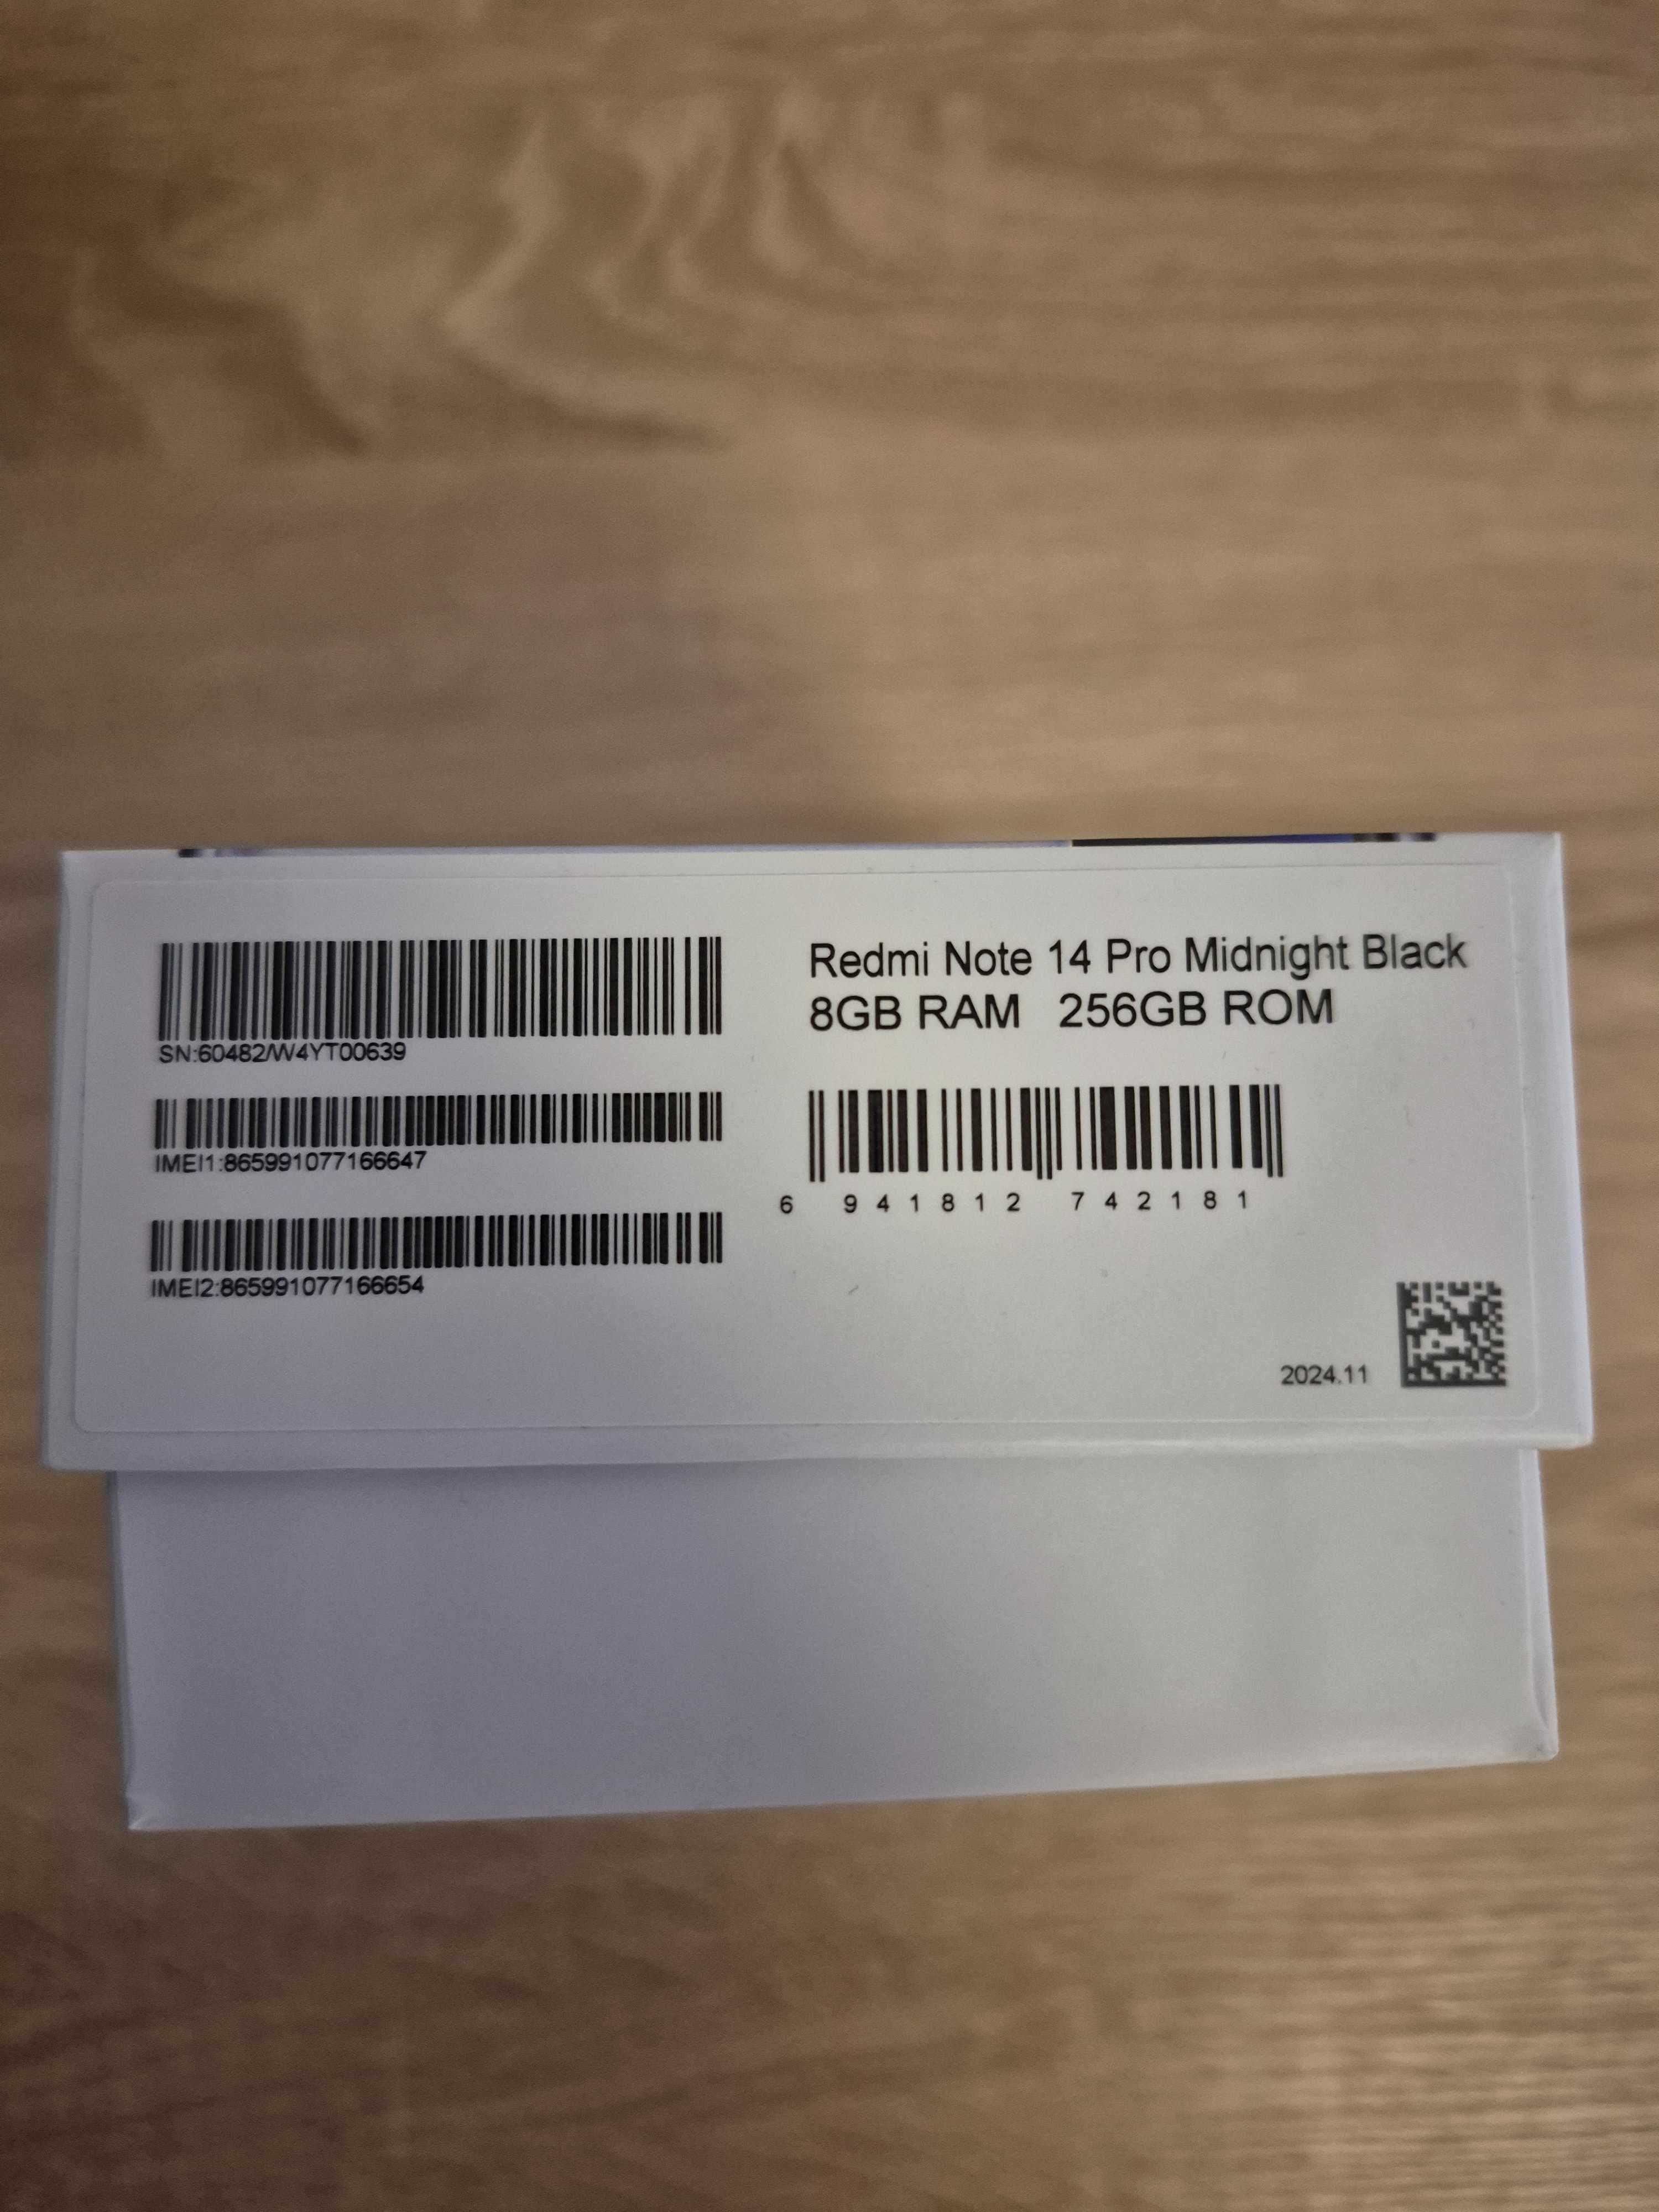 SN:60482/W4YT00639
IMEI1:865991077166647
IMEI2:865991077166654
Redmi Note 14 Pro Midnight Black
8GB RAM 256GB ROM
6 941812 742181
2024.11